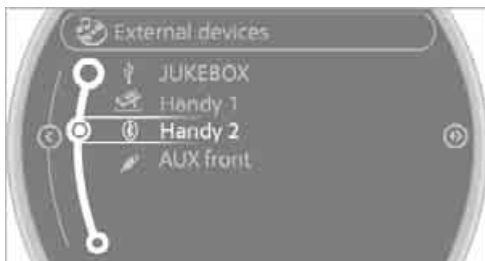 External devices
JUKEBOX
Handy 1
Handy 2
AUX front